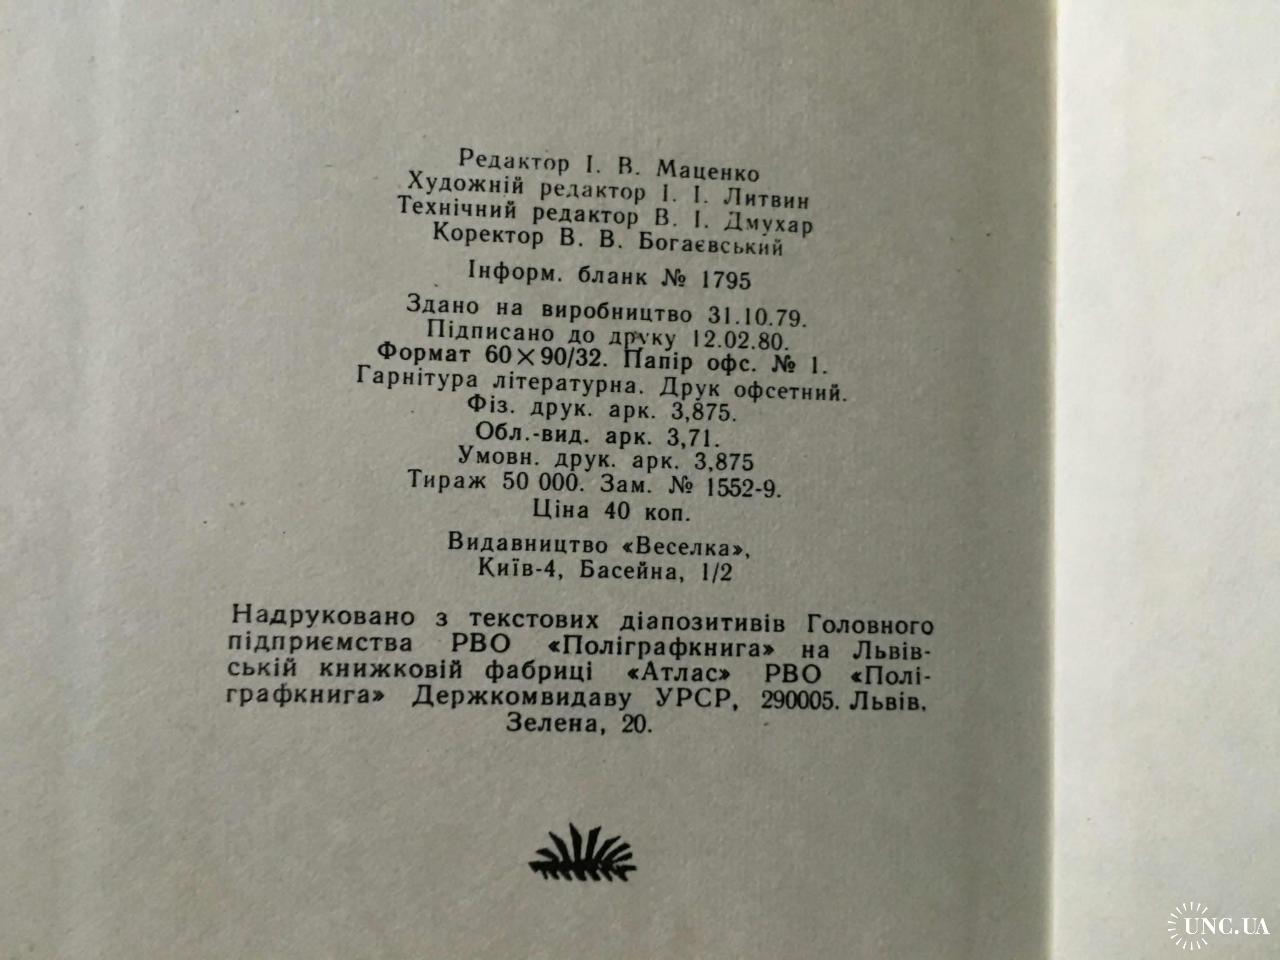 Редактор І. В. Маценко
Художній редактор І. І. Литвин
Технічний редактор В. І. Дмухар
Коректор В. В. Богаєвський
Інформ. бланк № 1795
Здано на виробництво 31.10.79.
Підписано до друку 12.02.80.
Формат 60×90/32. Папір офс. № 1.
Гарнітура літературна. Друк офсетний.
Фіз. друк. арк. 3,875.
Обл.-вид. арк. 3,71.
Умовн. друк. арк. 3,875
Тираж 50 000. Зам. № 1552-9.
Ціна 40 коп.
Видавництво «Веселка»,
Київ-4, Басейна, 1/2
Надруковано з текстових діапозитивів Головного
підприємства РВО «Поліграфкнига» на Львів-
ській книжковій фабриці «Атлас» РВО «Полі-
графкнига» Держкомвидаву УРСР, 290005. Львів,
Зелена, 20.
UNC.UA